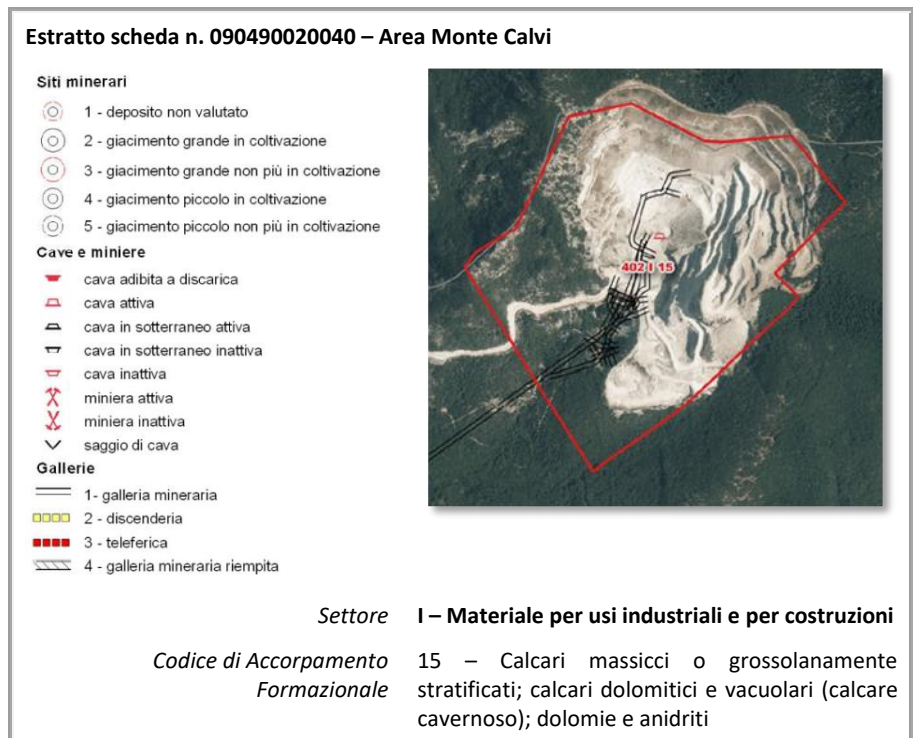 Estratto scheda n. 090490020040 – Area Monte Calvi
Siti minerari
1 - deposito non valutato
2 - giacimento grande in coltivazione
3 - giacimento grande non più in coltivazione
4 - giacimento piccolo in coltivazione
5 - giacimento piccolo non più in coltivazione
Cave e miniere
cava adibita a discarica
cava attiva
cava in sotterraneo attiva
cava in sotterraneo inattiva
cava inattiva
miniera attiva
miniera inattiva
saggio di cava
Gallerie
1- galleria mineraria
2 - discenderia
3 - teleferica
4 - galleria mineraria riempita
402 I 15
Settore I – Materiale per usi industriali e per costruzioni
Codice di Accorpamento 15 – Calcari massicci o grossolanamente
Formazionale stratificati; calcari dolomitici e vacuolari (calcare
cavernoso); dolomie e anidriti